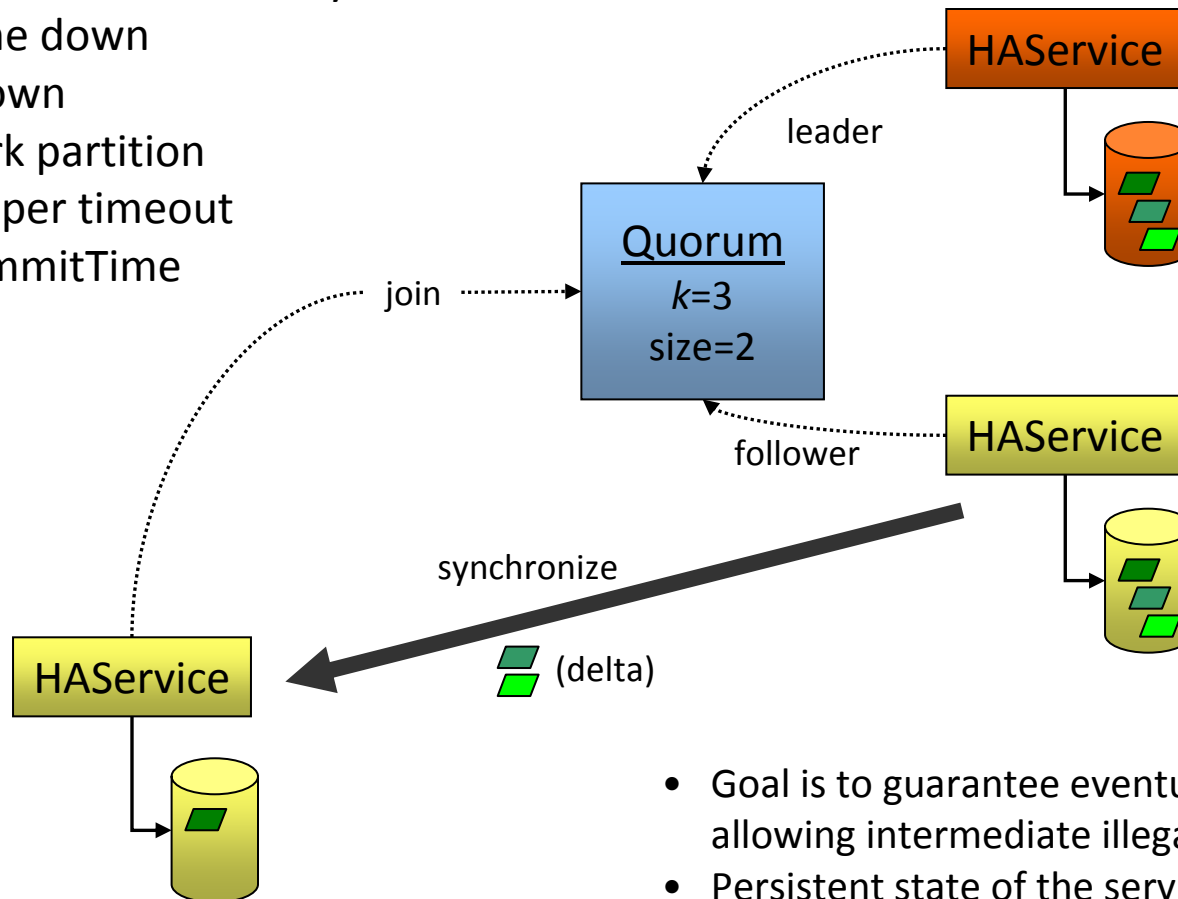 ne down
own
rk partition
per timeout
mmitTime
HAService
leader
Quorum
k=3
size=2
join
HAService
follower
synchronize
(delta)
HAService
• Goal is to guarantee eventu
allowing intermediate illega
• Persistent state of the serv